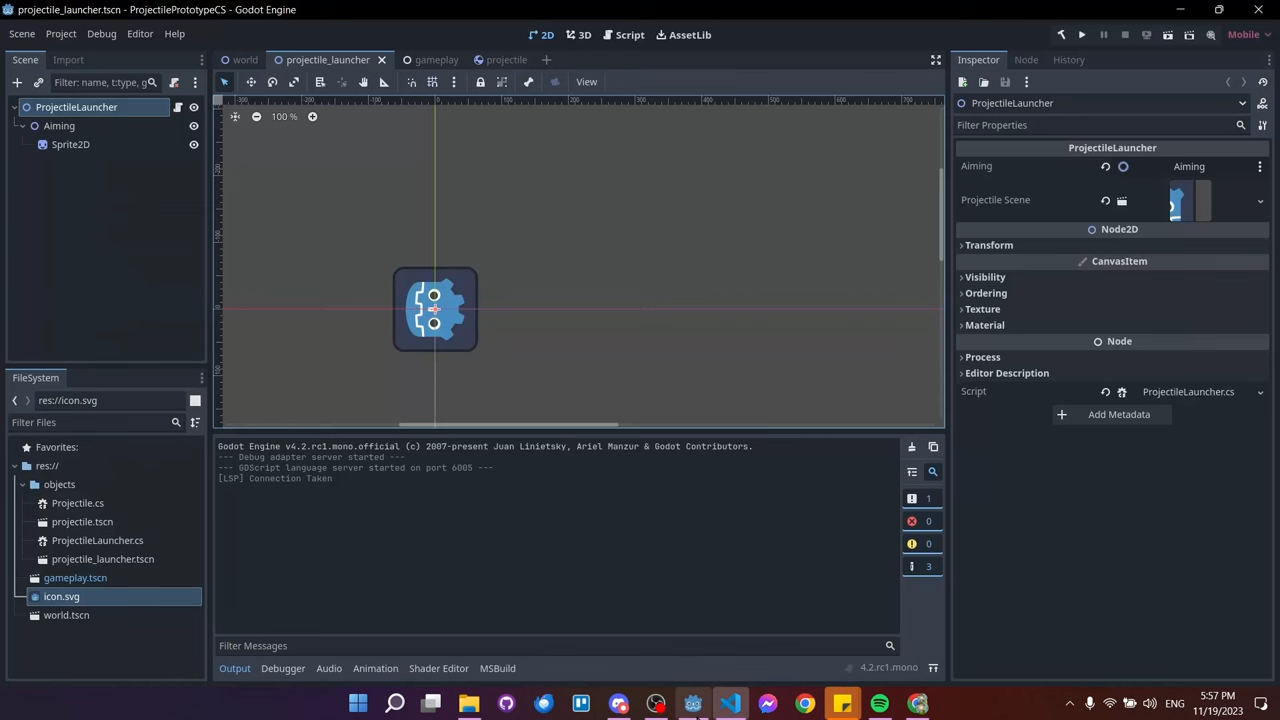 projectile_launcher.tscn - ProjectilePrototypeCS - Godot Engine
Scene Project Debug Editor Help
2D 3D Script AssetLib
Mobile
Scene Import
world projectile_launcher gameplay projectile
Inspector Node History
Filter: name, t:type, g
View
ProjectileLauncher
Aiming
Sprite2D
100 %
ProjectileLauncher
Filter Properties
ProjectileLauncher
Aiming Aiming
Projectile Scene
Node2D
Transform
CanvasItem
Visibility
Ordering
Texture
Material
Node
Process
Editor Description
Script ProjectileLauncher.cs
Add Metadata
FileSystem
res://icon.svg
Filter Files
Favorites:
res://
objects
Projectile.cs
projectile.tscn
ProjectileLauncher.cs
projectile_launcher.tscn
gameplay.tscn
icon.svg
world.tscn
Godot Engine v4.2.rc1.mono.official (c) 2007-present Juan Linietsky, Ariel Manzur & Godot Contributors.
--- Debug adapter server started ---
--- GDScript language server started on port 6005 ---
[LSP] Connection Taken
1
0
0
3
Filter Messages
Output Debugger Audio Animation Shader Editor MSBuild
4.2.rc1.mono
ENG
5:57 PM
11/19/2023